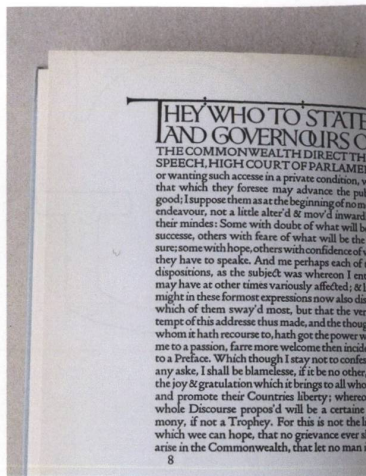 THEY WHO TO STATE
AND GOVERNOURS O
THE COMMONWEALTH DIRECT TH
SPEECH, HIGH COURT OF PARLAME
or wanting such accesse in a private condition, w
that which they foresee may advance the pu
good; I suppose them as at the beginning of no m
endeavour, not a little alter'd & mov'd inward
their mindes: Some with doubt of what will b
successe, others with feare of what will be the
sure; some with hope, others with confidence of w
they have to speake. And me perhaps each of
dispositions, as the subject was whereon I ent
may have at other times variously affected; & l
might in these formost expressions now also dis
which of them sway'd most, but that the ver
tempt of this addresse thus made, and the thoug
whom it hath recourse to, hath got the power w
me to a passion, farre more welcome then incide
to a Preface. Which though I stay not to confes
any aske, I shall be blamelesse, if it be no other,
the joy & gratulation which it brings to all who
and promote their Countries liberty; whereo
whole Discourse propos'd will be a certaine
mony, if not a Trophey. For this is not the li
which wee can hope, that no grievance ever s
arise in the Commonwealth, that let no man i
8